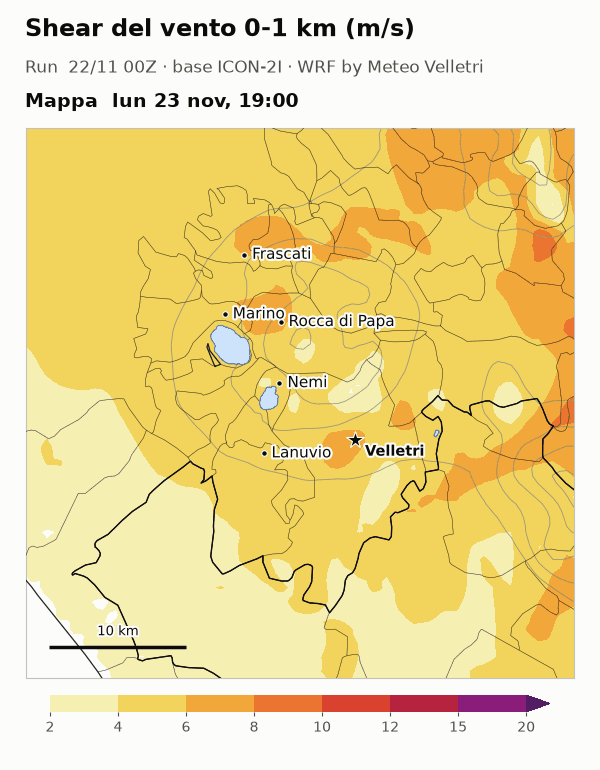 Shear del vento 0-1 km (m/s)
Run  22/11 00Z · base ICON-2I · WRF by Meteo Velletri
Mappa  lun 23 nov, 19:00
Frascati
Marino
Rocca di Papa
Nemi
Velletri
Lanuvio
10 km
2 4 6 8 10 12 15 20